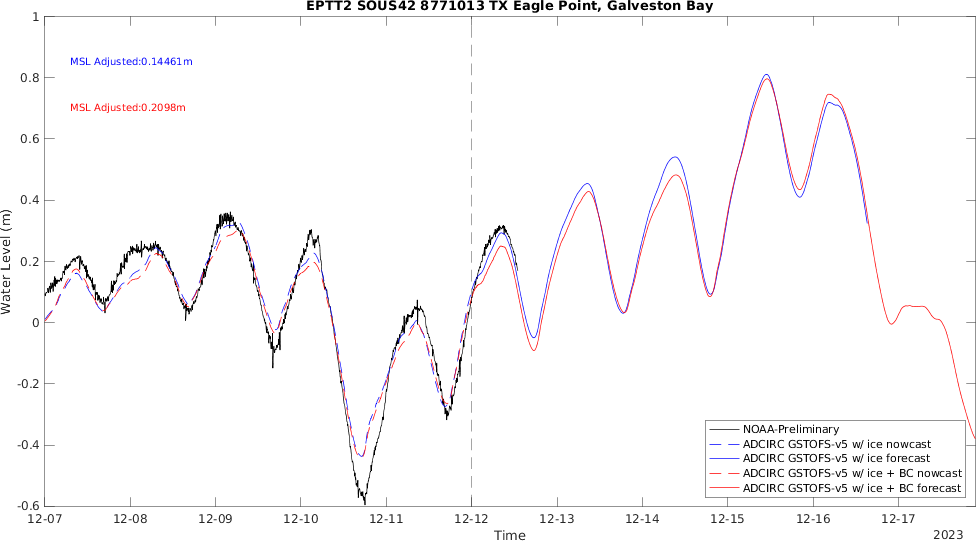 EPTT2 SOUS42 8771013 TX Eagle Point, Galveston Bay
1
0.8
0.6
0.4
0.2
0
-0.2
-0.4
-0.6
Water Level (m)
MSL Adjusted:0.14461m
MSL Adjusted:0.2098m
NOAA-Preliminary
ADCIRC GSTOFS-v5 w/ ice nowcast
ADCIRC GSTOFS-v5 w/ ice forecast
ADCIRC GSTOFS-v5 w/ ice + BC nowcast
ADCIRC GSTOFS-v5 w/ ice + BC forecast
12-07 12-08 12-09 12-10 12-11 12-12 12-13 12-14 12-15 12-16 12-17
Time
2023